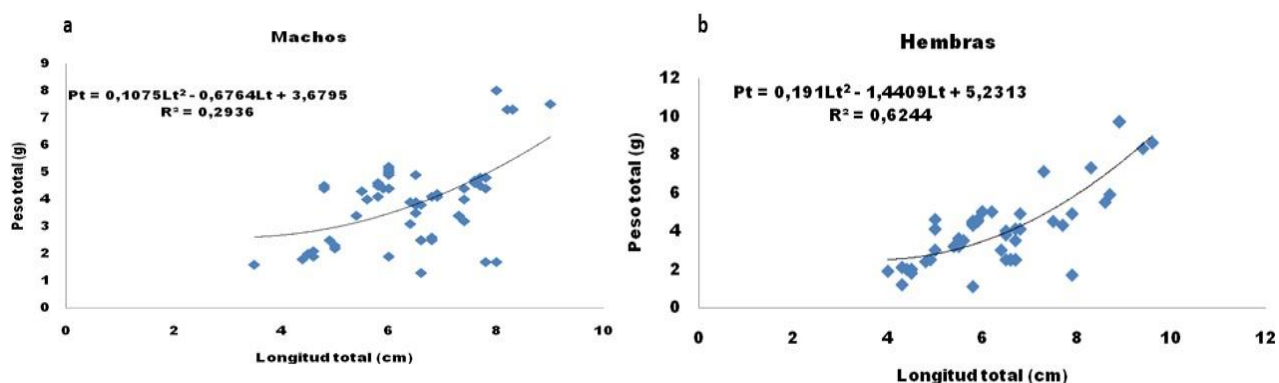 a
Machos
Pt = 0,1075Lt² - 0,6764Lt + 3,6795
R² = 0,2936
Peso total (g)
9
8
7
6
5
4
3
2
1
0
0 2 4 6 8 10
Longitud total (cm)
b
Hembras
Pt = 0,191Lt² - 1,4409Lt + 5,2313
R² = 0,6244
Peso total (g)
12
10
8
6
4
2
0
0 2 4 6 8 10 12
Longitud total (cm)